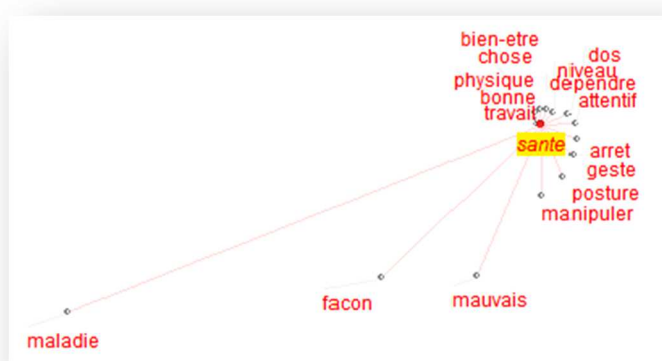 bien-etre
chose
dos
niveau
physique
dependre
bonne
attentif
travail
sante
arret
geste
posture
manipuler
facon
mauvais
maladie